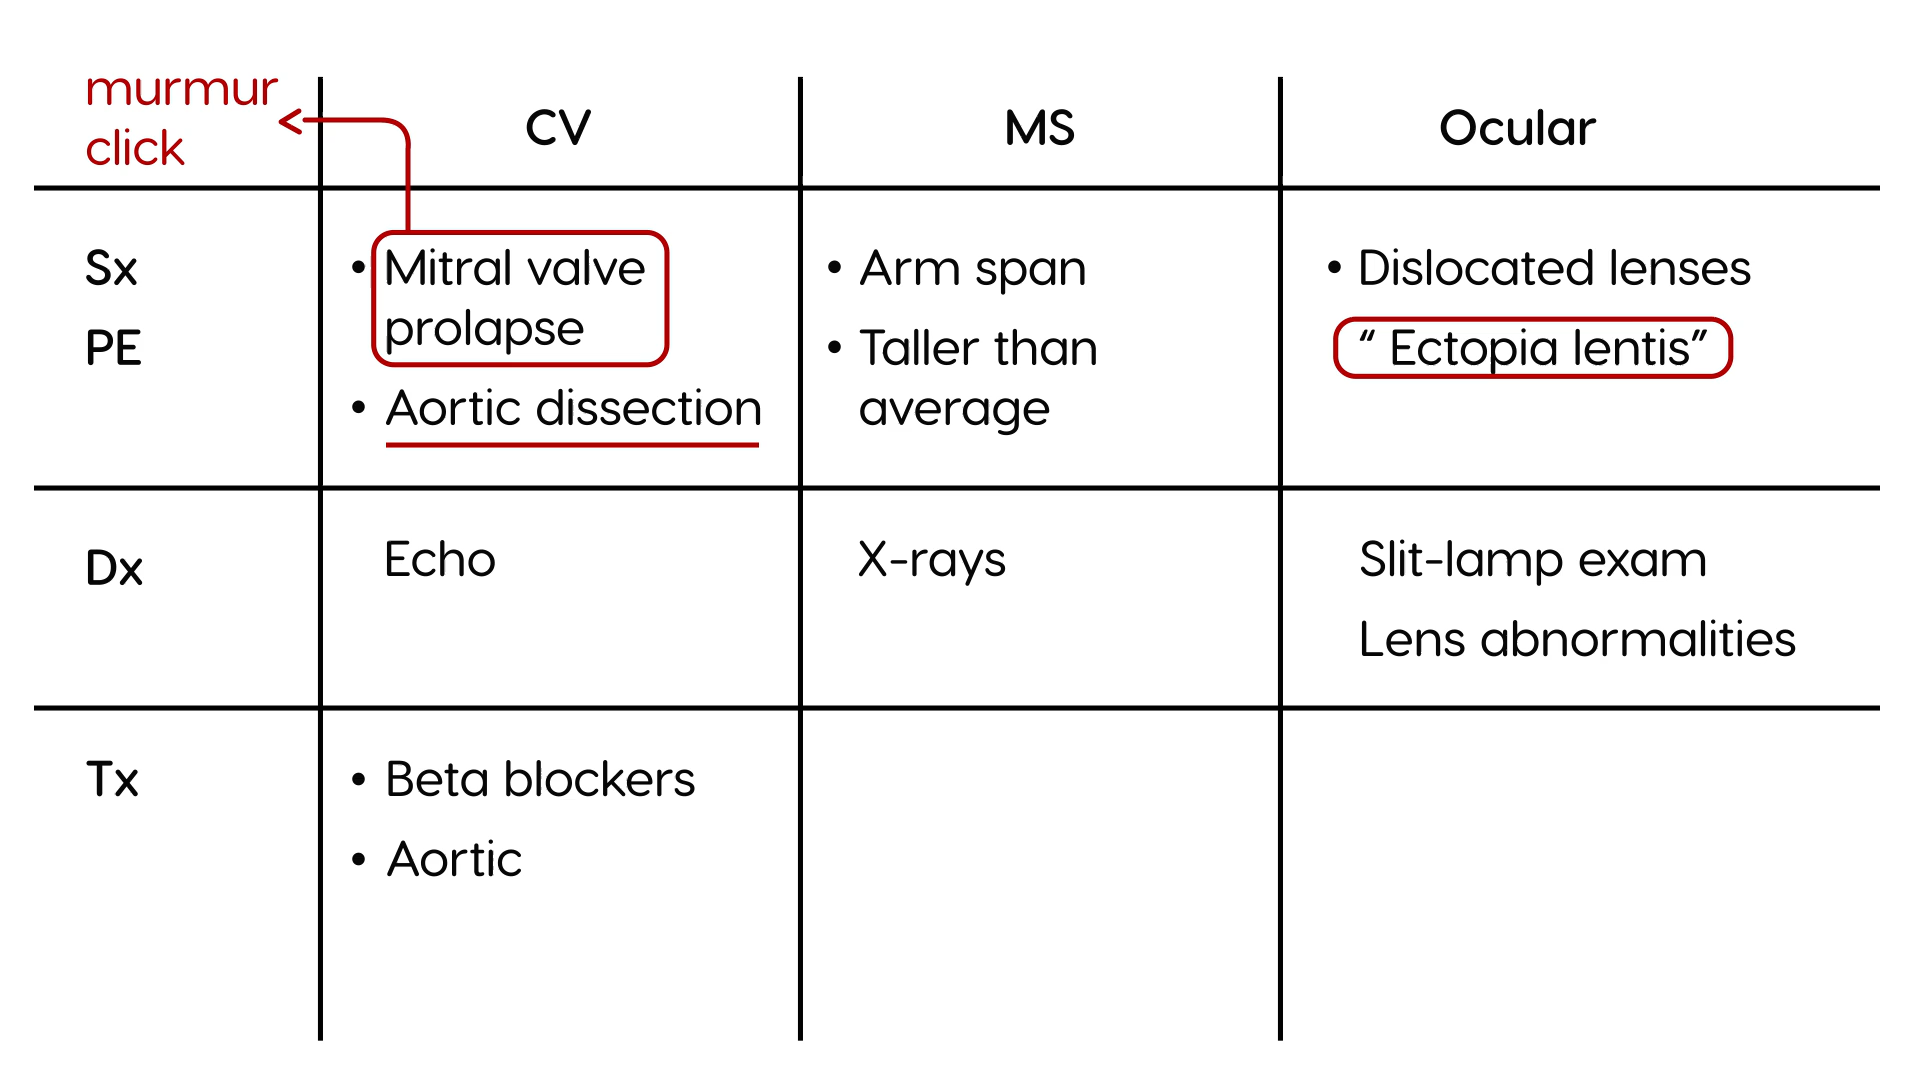 murmur
click
CV
MS
Ocular
Sx
PE
• Mitral valve
prolapse
• Aortic dissection
• Arm span
• Taller than
average
• Dislocated lenses
“ Ectopia lentis”
Dx
Echo
X-rays
Slit-lamp exam
Lens abnormalities
Tx
• Beta blockers
• Aortic